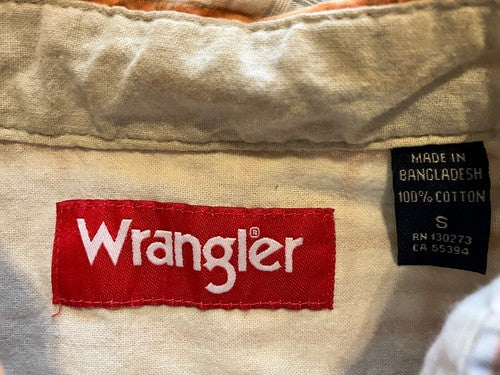 Wrangler®
MADE IN
BANGLADESH
100% COTTON
S
RN 130273
CA 55394